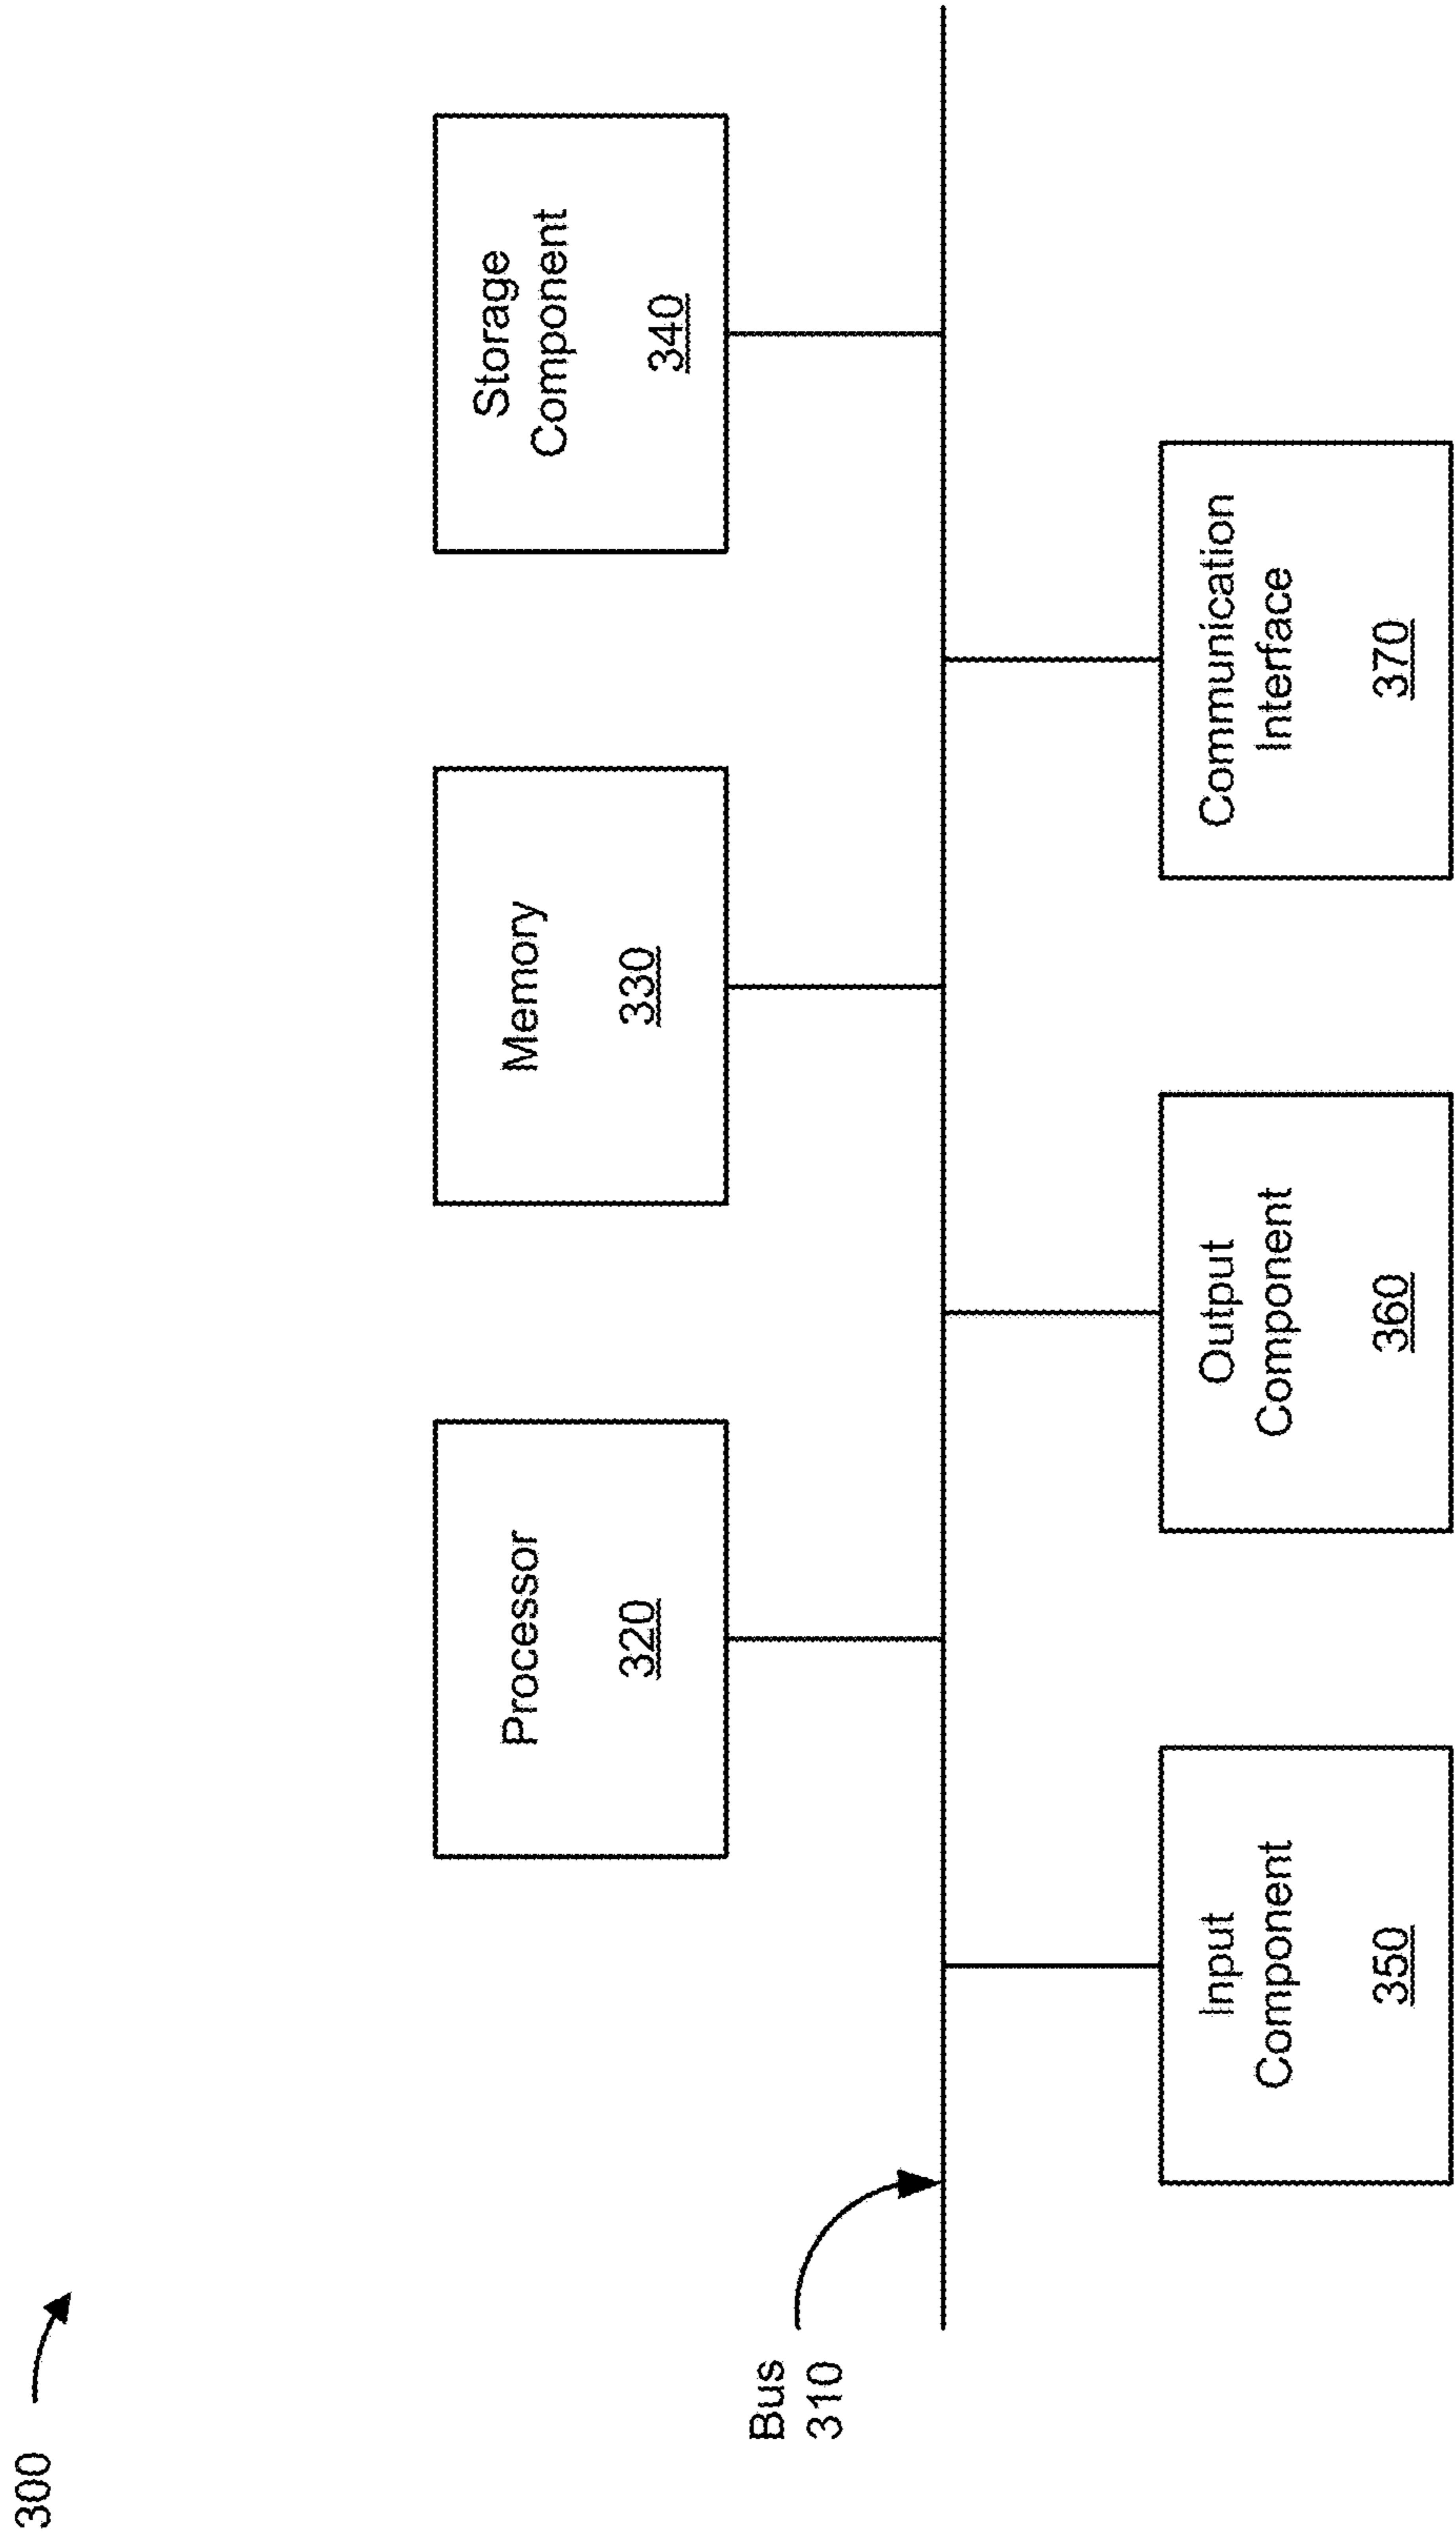 300
Bus
310
Processor
320
Memory
330
Storage
Component
340
Input
Component
350
Output
Component
360
Communication
Interface
370